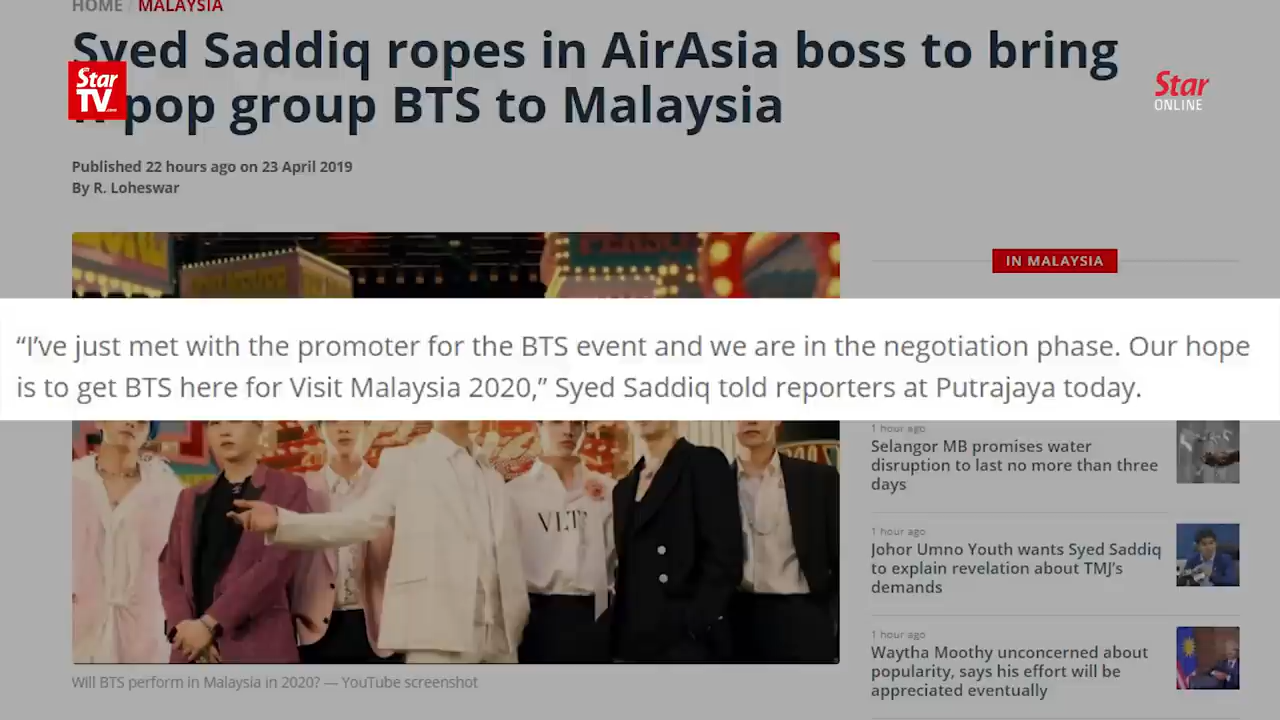 HOME / MALAYSIA
Syed Saddiq ropes in AirAsia boss to bring
pop group BTS to Malaysia
Star
TV.com
Star
ONLINE
Published 22 hours ago on 23 April 2019
By R. Loheswar
IN MALAYSIA
“I’ve just met with the promoter for the BTS event and we are in the negotiation phase. Our hope
is to get BTS here for Visit Malaysia 2020,” Syed Saddiq told reporters at Putrajaya today.
1 hour ago
Selangor MB promises water
disruption to last no more than three
days
1 hour ago
Johor Umno Youth wants Syed Saddiq
to explain revelation about TMJ’s
demands
1 hour ago
Waytha Moothy unconcerned about
popularity, says his effort will be
appreciated eventually
Will BTS perform in Malaysia in 2020? — YouTube screenshot